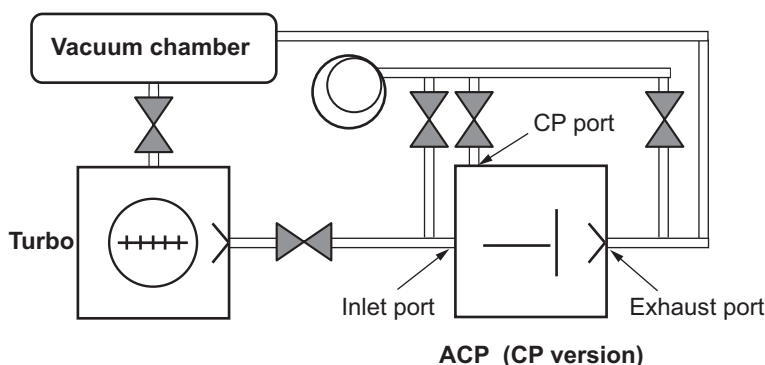 Vacuum chamber
CP port
Turbo
Inlet port
Exhaust port
ACP (CP version)